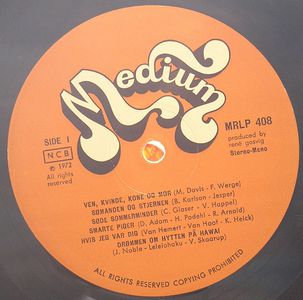 Medium
SIDE 1
NCB
℗ 1972
All rights
reserved
MRLP 408
produced by
rené gasvig
Stereo-Mono
VEN, KVINDE, KONE OG MOR (M. Davis - F. Werge)
SØMANDEN OG STJERNEN (B. Karlson - Jesper)
SØDE SOMMERMINDER (C. Glaser - V. Happel)
SMARTE PIGER (O. Adam - H. Podehl - R. Arnold)
HVIS JEG VAR DIG (Van Hemert - Van Hoof - K. Heick)
DRØMMEN OM HYTTEN PÅ HAWAI
(J. Noble - Leleiohaku - V. Skaarup)
ALL RIGHTS RESERVED COPYING PROHIBITED